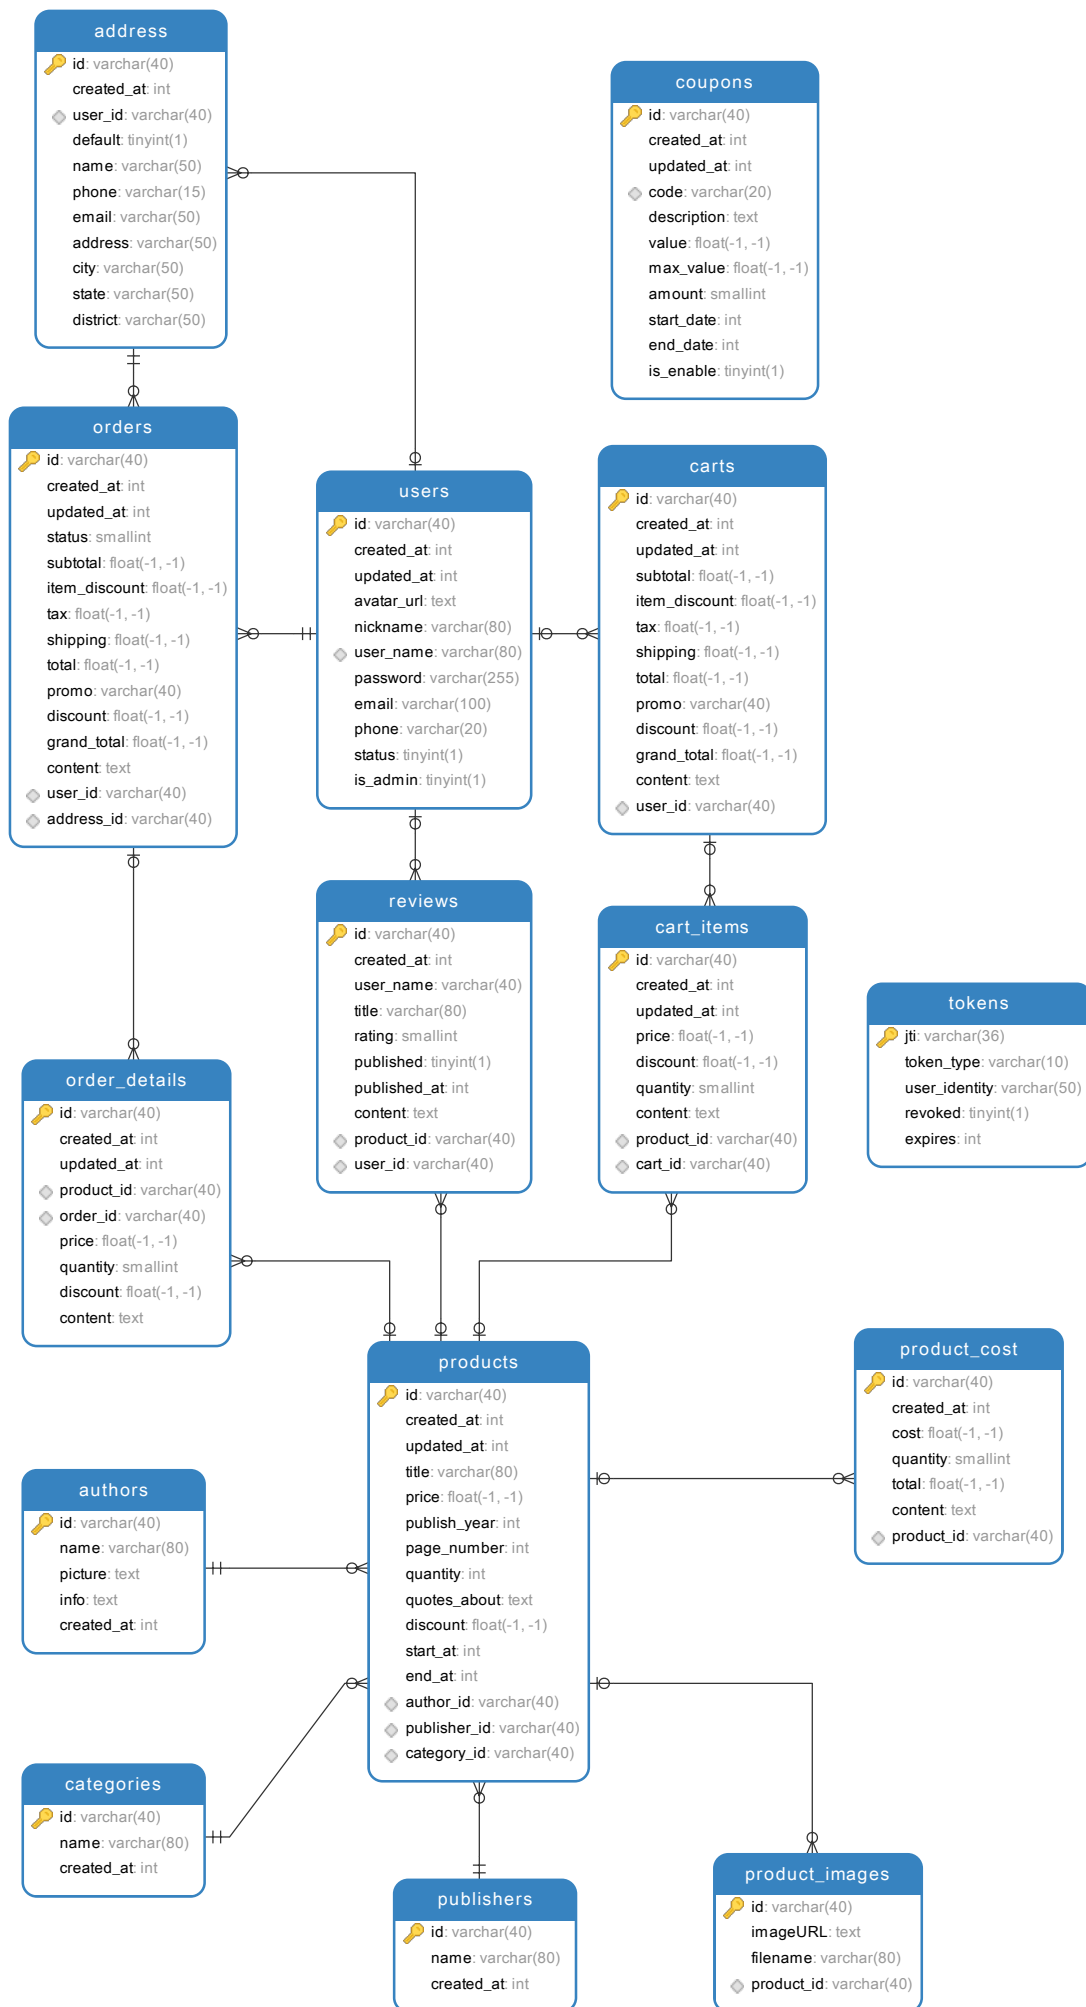 address
id: varchar(40)
created_at: int
user_id: varchar(40)
default: tinyint(1)
name: varchar(50)
phone: varchar(15)
email: varchar(50)
address: varchar(50)
city: varchar(50)
state: varchar(50)
district: varchar(50)
coupons
id: varchar(40)
created_at: int
updated_at: int
code: varchar(20)
description: text
value: float(-1, -1)
max_value: float(-1, -1)
amount: smallint
start_date: int
end_date: int
is_enable: tinyint(1)
orders
id: varchar(40)
created_at: int
updated_at: int
status: smallint
subtotal: float(-1, -1)
item_discount: float(-1, -1)
tax: float(-1, -1)
shipping: float(-1, -1)
total: float(-1, -1)
promo: varchar(40)
discount: float(-1, -1)
grand_total: float(-1, -1)
content: text
user_id: varchar(40)
address_id: varchar(40)
users
id: varchar(40)
created_at: int
updated_at: int
avatar_url: text
nickname: varchar(80)
user_name: varchar(80)
password: varchar(255)
email: varchar(100)
phone: varchar(20)
status: tinyint(1)
is_admin: tinyint(1)
carts
id: varchar(40)
created_at: int
updated_at: int
subtotal: float(-1, -1)
item_discount: float(-1, -1)
tax: float(-1, -1)
shipping: float(-1, -1)
total: float(-1, -1)
promo: varchar(40)
discount: float(-1, -1)
grand_total: float(-1, -1)
content: text
user_id: varchar(40)
reviews
id: varchar(40)
created_at: int
user_name: varchar(40)
title: varchar(80)
rating: smallint
published: tinyint(1)
published_at: int
content: text
product_id: varchar(40)
user_id: varchar(40)
cart_items
id: varchar(40)
created_at: int
updated_at: int
price: float(-1, -1)
discount: float(-1, -1)
quantity: smallint
content: text
product_id: varchar(40)
cart_id: varchar(40)
tokens
jti: varchar(36)
token_type: varchar(10)
user_identity: varchar(50)
revoked: tinyint(1)
expires: int
order_details
id: varchar(40)
created_at: int
updated_at: int
product_id: varchar(40)
order_id: varchar(40)
price: float(-1, -1)
quantity: smallint
discount: float(-1, -1)
content: text
products
id: varchar(40)
created_at: int
updated_at: int
title: varchar(80)
price: float(-1, -1)
publish_year: int
page_number: int
quantity: int
quotes_about: text
discount: float(-1, -1)
start_at: int
end_at: int
author_id: varchar(40)
publisher_id: varchar(40)
category_id: varchar(40)
product_cost
id: varchar(40)
created_at: int
cost: float(-1, -1)
quantity: smallint
total: float(-1, -1)
content: text
product_id: varchar(40)
authors
id: varchar(40)
name: varchar(80)
picture: text
info: text
created_at: int
categories
id: varchar(40)
name: varchar(80)
created_at: int
publishers
id: varchar(40)
name: varchar(80)
created_at: int
product_images
id: varchar(40)
imageURL: text
filename: varchar(80)
product_id: varchar(40)